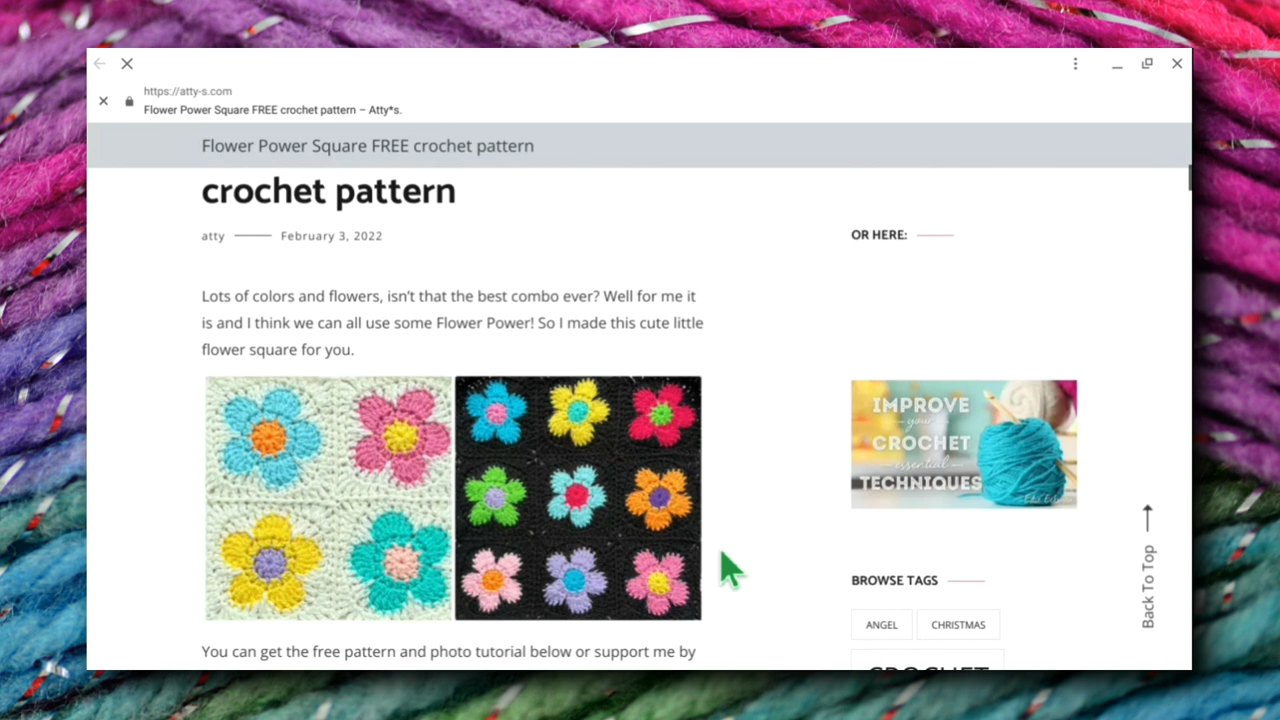 https://atty-s.com
Flower Power Square FREE crochet pattern – Atty*s.
Flower Power Square FREE crochet pattern
crochet pattern
atty
February 3, 2022
Lots of colors and flowers, isn't that the best combo ever? Well for me it
is and I think we can all use some Flower Power! So I made this cute little
flower square for you.
You can get the free pattern and photo tutorial below or support me by
OR HERE:
IMPROVE
your
CROCHET
essential
TECHNIQUES
BROWSE TAGS
ANGEL
CHRISTMAS
CROCHET
Back To Top